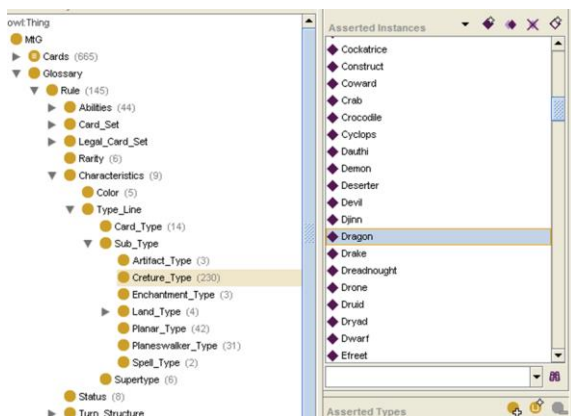 owl:Thing
MtG
Cards (665)
Glossary
Rule (145)
Abilities (44)
Card_Set
Legal_Card_Set
Rarity (6)
Characteristics (9)
Color (5)
Type_Line
Card_Type (14)
Sub_Type
Artifact_Type (3)
Creture_Type (230)
Enchantment_Type (3)
Land_Type (4)
Planar_Type (42)
Planeswalker_Type (31)
Spell_Type (2)
Supertype (6)
Status (8)
Turn_Structure
Asserted Instances
Cockatrice
Construct
Coward
Crab
Crocodile
Cyclops
Dauthi
Demon
Deserter
Devil
Djinn
Dragon
Drake
Dreadnought
Drone
Druid
Dryad
Dwarf
Efreet
Asserted Types